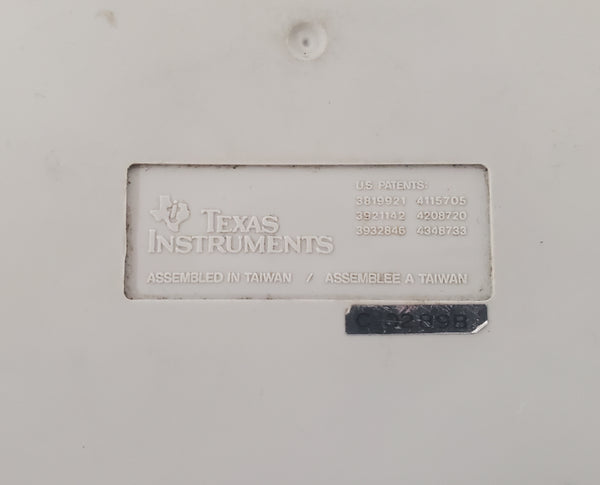 U.S. PATENTS:
3819921 4115705
3921142 4208720
3932846 4348733
TEXAS
INSTRUMENTS
ASSEMBLED IN TAIWAN / ASSEMBLEE A TAIWAN